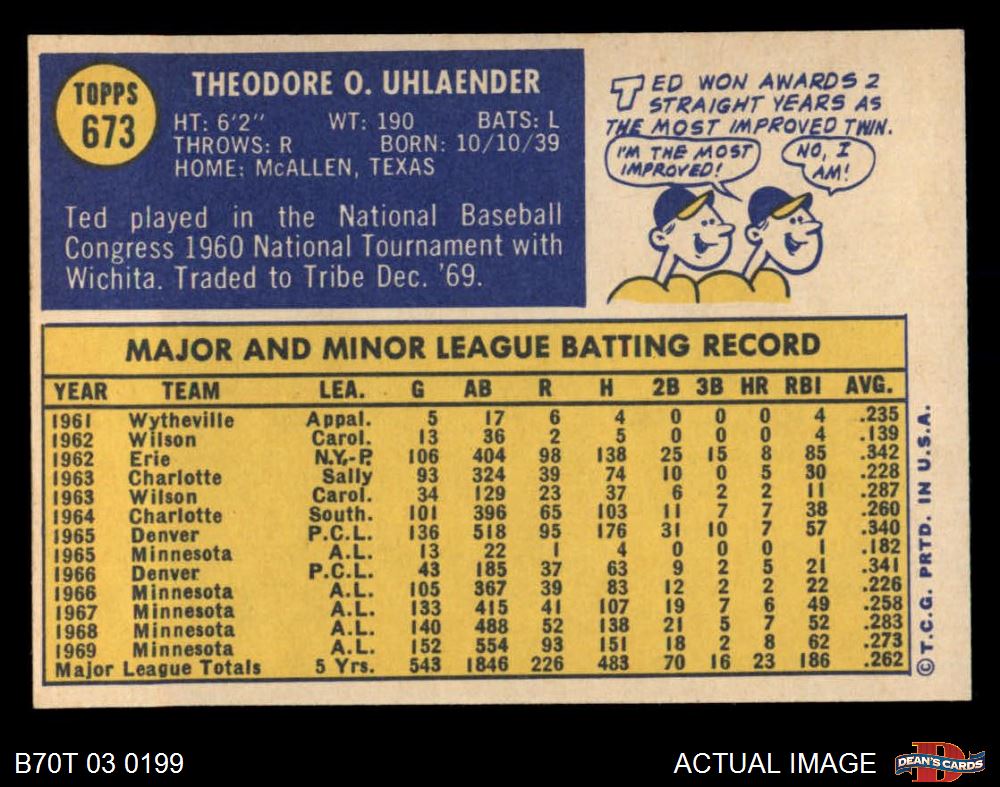 TOPPS
673
THEODORE O. UHLAENDER
HT: 6'2" WT: 190 BATS: L
THROWS: R BORN: 10/10/39
HOME: McALLEN, TEXAS
Ted played in the National Baseball
Congress 1960 National Tournament with
Wichita. Traded to Tribe Dec. '69.
TED WON AWARDS 2
STRAIGHT YEARS AS
THE MOST IMPROVED TWIN.
I'M THE MOST
IMPROVED!
NO, I
AM!
MAJOR AND MINOR LEAGUE BATTING RECORD
YEAR TEAM LEA. G AB R H 2B 3B HR RBI AVG.
1961 Wytheville Appal. 5 17 6 4 0 0 0 4 .235
1962 Wilson Carol. 13 36 2 5 0 0 0 4 .139
1962 Erie N.Y.-P. 106 404 98 138 25 15 8 85 .342
1963 Charlotte Sally 93 324 39 74 10 0 5 30 .228
1963 Wilson Carol. 34 129 23 37 6 2 2 11 .287
1964 Charlotte South. 101 396 65 103 11 7 7 38 .260
1965 Denver P.C.L. 136 518 95 176 31 10 7 57 .340
1965 Minnesota A.L. 13 22 1 4 0 0 0 1 .182
1966 Denver P.C.L. 43 185 37 63 9 2 5 21 .341
1966 Minnesota A.L. 105 367 39 83 12 2 2 22 .226
1967 Minnesota A.L. 133 415 41 107 19 7 6 49 .258
1968 Minnesota A.L. 140 488 52 138 21 5 7 52 .283
1969 Minnesota A.L. 152 554 93 151 18 2 8 62 .273
Major League Totals 5 Yrs. 543 1846 226 483 70 16 23 186 .262
© T.C.G. PRTD. IN U.S.A.
B70T 03 0199
ACTUAL IMAGE
D
DEAN'S CARDS